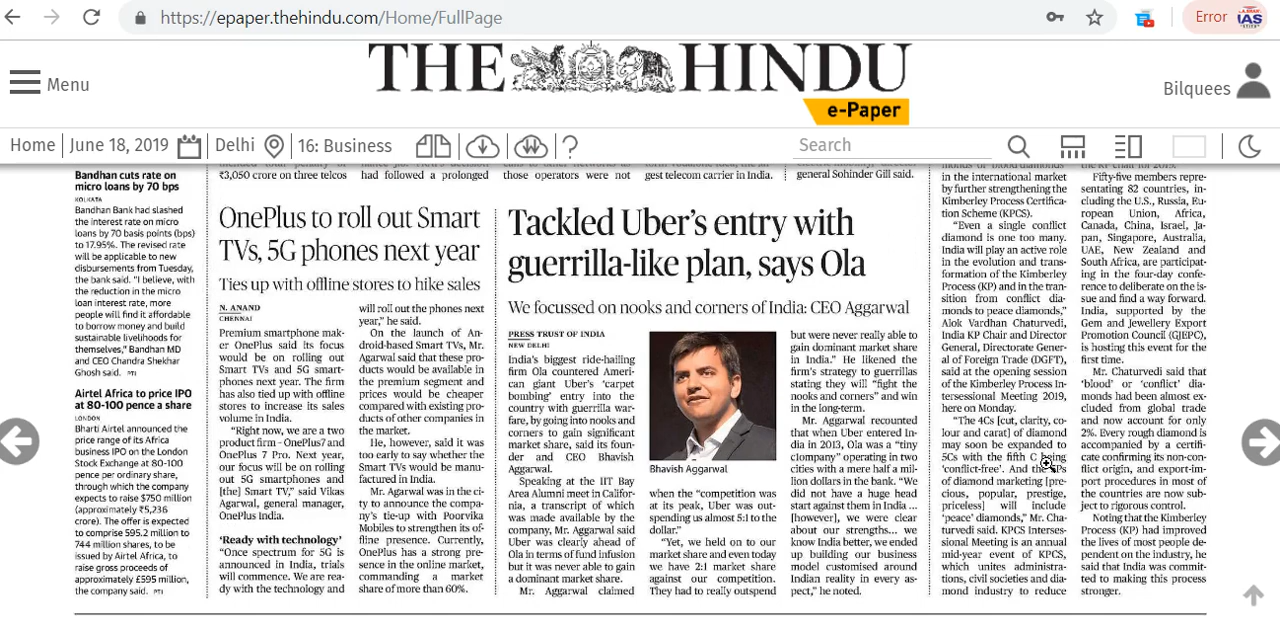 https://epaper.thehindu.com/Home/FullPage
Error
IAS
Menu
THE HINDU
e-Paper
Bilquees
Home
June 18, 2019
Delhi
16: Business
?
Search
Bandhan cuts rate on
micro loans by 70 bps
KOLKATA
Bandhan Bank had slashed
the interest rate on micro
loans by 70 basis points (bps)
to 17.95%. The revised rate
will be applicable to new
disbursements from Tuesday,
the bank said. "I believe, with
the reduction in the micro
loan interest rate, more
people will find it affordable
to borrow money and build
sustainable livelihoods for
themselves," Bandhan MD
and CEO Chandra Shekhar
Ghosh said. PTI
Airtel Africa to price IPO
at 80-100 pence a share
LONDON
Bharti Airtel announced the
price range of its Africa
business IPO on the London
Stock Exchange at 80-100
pence per ordinary share,
through which the company
expects to raise $750 million
(approximately ₹5,236
crore). The offer is expected
to comprise 595.2 million to
744 million shares, to be
issued by Airtel Africa, to
raise gross proceeds of
approximately £595 million,
the company said. PTI
₹3,050 crore on three telcos
had followed a prolonged
those operators were not
gest telecom carrier in India.
general Sohinder Gill said.
OnePlus to roll out Smart
TVs, 5G phones next year
Ties up with offline stores to hike sales
N. ANAND
CHENNAI
Premium smartphone mak-
er OnePlus said its focus
would be on rolling out
Smart TVs and 5G smart-
phones next year. The firm
has also tied up with offline
stores to increase its sales
volume in India.
"Right now, we are a two
product firm - OnePlus7 and
OnePlus 7 Pro. Next year,
our focus will be on rolling
out 5G smartphones and
[the] Smart TV," said Vikas
Agarwal, general manager,
OnePlus India.
'Ready with technology'
"Once spectrum for 5G is
announced in India, trials
will commence. We are rea-
dy with the technology and
will roll out the phones next
year," he said.
On the launch of An-
droid-based Smart TVs, Mr.
Agarwal said that these pro-
ducts would be available in
the premium segment and
prices would be cheaper
compared with existing pro-
ducts of other companies in
the market.
He, however, said it was
too early to say whether the
Smart TVs would be manu-
factured in India.
Mr. Agarwal was in the ci-
ty to announce the compa-
ny's tie-up with Poorvika
Mobiles to strengthen its of-
fline presence. Currently,
OnePlus has a strong pre-
sence in the online market,
commanding a market
share of more than 60%.
Tackled Uber's entry with
guerrilla-like plan, says Ola
We focussed on nooks and corners of India: CEO Aggarwal
PRESS TRUST OF INDIA
NEW DELHI
India's biggest ride-hailing
firm Ola countered Ameri-
can giant Uber's 'carpet
bombing' entry into the
country with guerrilla war-
fare, by going into nooks and
corners to gain significant
market share, said its foun-
der and CEO Bhavish
Aggarwal.
Speaking at the IIT Bay
Area Alumni meet in Califor-
nia, a transcript of which
was made available by the
company, Mr. Aggarwal said
Uber was clearly ahead of
Ola in terms of fund infusion
but it was never able to gain
a dominant market share.
Mr. Aggarwal claimed
Bhavish Aggarwal
when the "competition was
at its peak, Uber was out-
spending us almost 5:1 to the
dollar."
"Yet, we held on to our
market share and even today
we have 2:1 market share
against our competition.
They had to really outspend
but were never really able to
gain dominant market share
in India." He likened the
firm's strategy to guerrillas
stating they will "fight the
nooks and corners" and win
in the long-term.
Mr. Aggarwal recounted
that when Uber entered In-
dia in 2013, Ola was a "tiny
clompany" operating in two
cities with a mere half a mil-
lion dollars in the bank. "We
did not have a huge head
start against them in India ...
[however], we were clear
about our strengths... we
know India better, we ended
up building our business
model customised around
Indian reality in every as-
pect," he noted.
in the international market
by further strengthening the
Kimberley Process Certifica-
tion Scheme (KPCS).
"Even a single conflict
diamond is one too many.
India will play an active role
in the evolution and trans-
formation of the Kimberley
Process (KP) and in the tran-
sition from conflict dia-
monds to peace diamonds,"
Alok Vardhan Chaturvedi,
India KP Chair and Director
General, Directorate Gener-
al of Foreign Trade (DGFT),
said at the opening session
of the Kimberley Process In-
tersessional Meeting 2019,
here on Monday.
"The 4Cs [cut, clarity, co-
lour and carat] of diamond
may soon be expanded to
5Cs with the fifth C being
'conflict-free'. And the
of diamond marketing [pre-
cious, popular, prestige,
priceless] will include
'peace' diamonds," Mr. Cha-
turvedi said. KPCS Interses-
sional Meeting is an annual
mid-year event of KPCS,
which unites administra-
tions, civil societies and dia-
mond industry to reduce
Fifty-five members repre-
senting 82 countries, in-
cluding the U.S., Russia, Eu-
ropean Union, Africa,
Canada, China, Israel, Ja-
pan, Singapore, Australia,
UAE, New Zealand and
South Africa, are participat-
ing in the four-day confe-
rence to deliberate on the is-
sue and find a way forward.
India, supported by the
Gem and Jewellery Export
Promotion Council (GJEPC),
is hosting this event for the
first time.
Mr. Chaturvedi said that
'blood' or 'conflict' dia-
monds had been almost ex-
cluded from global trade
and now account for only
2%. Every rough diamond is
accompanied by a certifi-
cate confirming its non-con-
flict origin, and export-im-
port procedures in most of
the countries are now sub-
ject to rigorous control.
Noting that the Kimberley
Process (KP) had improved
the lives of most people de-
pendent on the industry, he
said that India was commit-
ted to making this process
stronger.